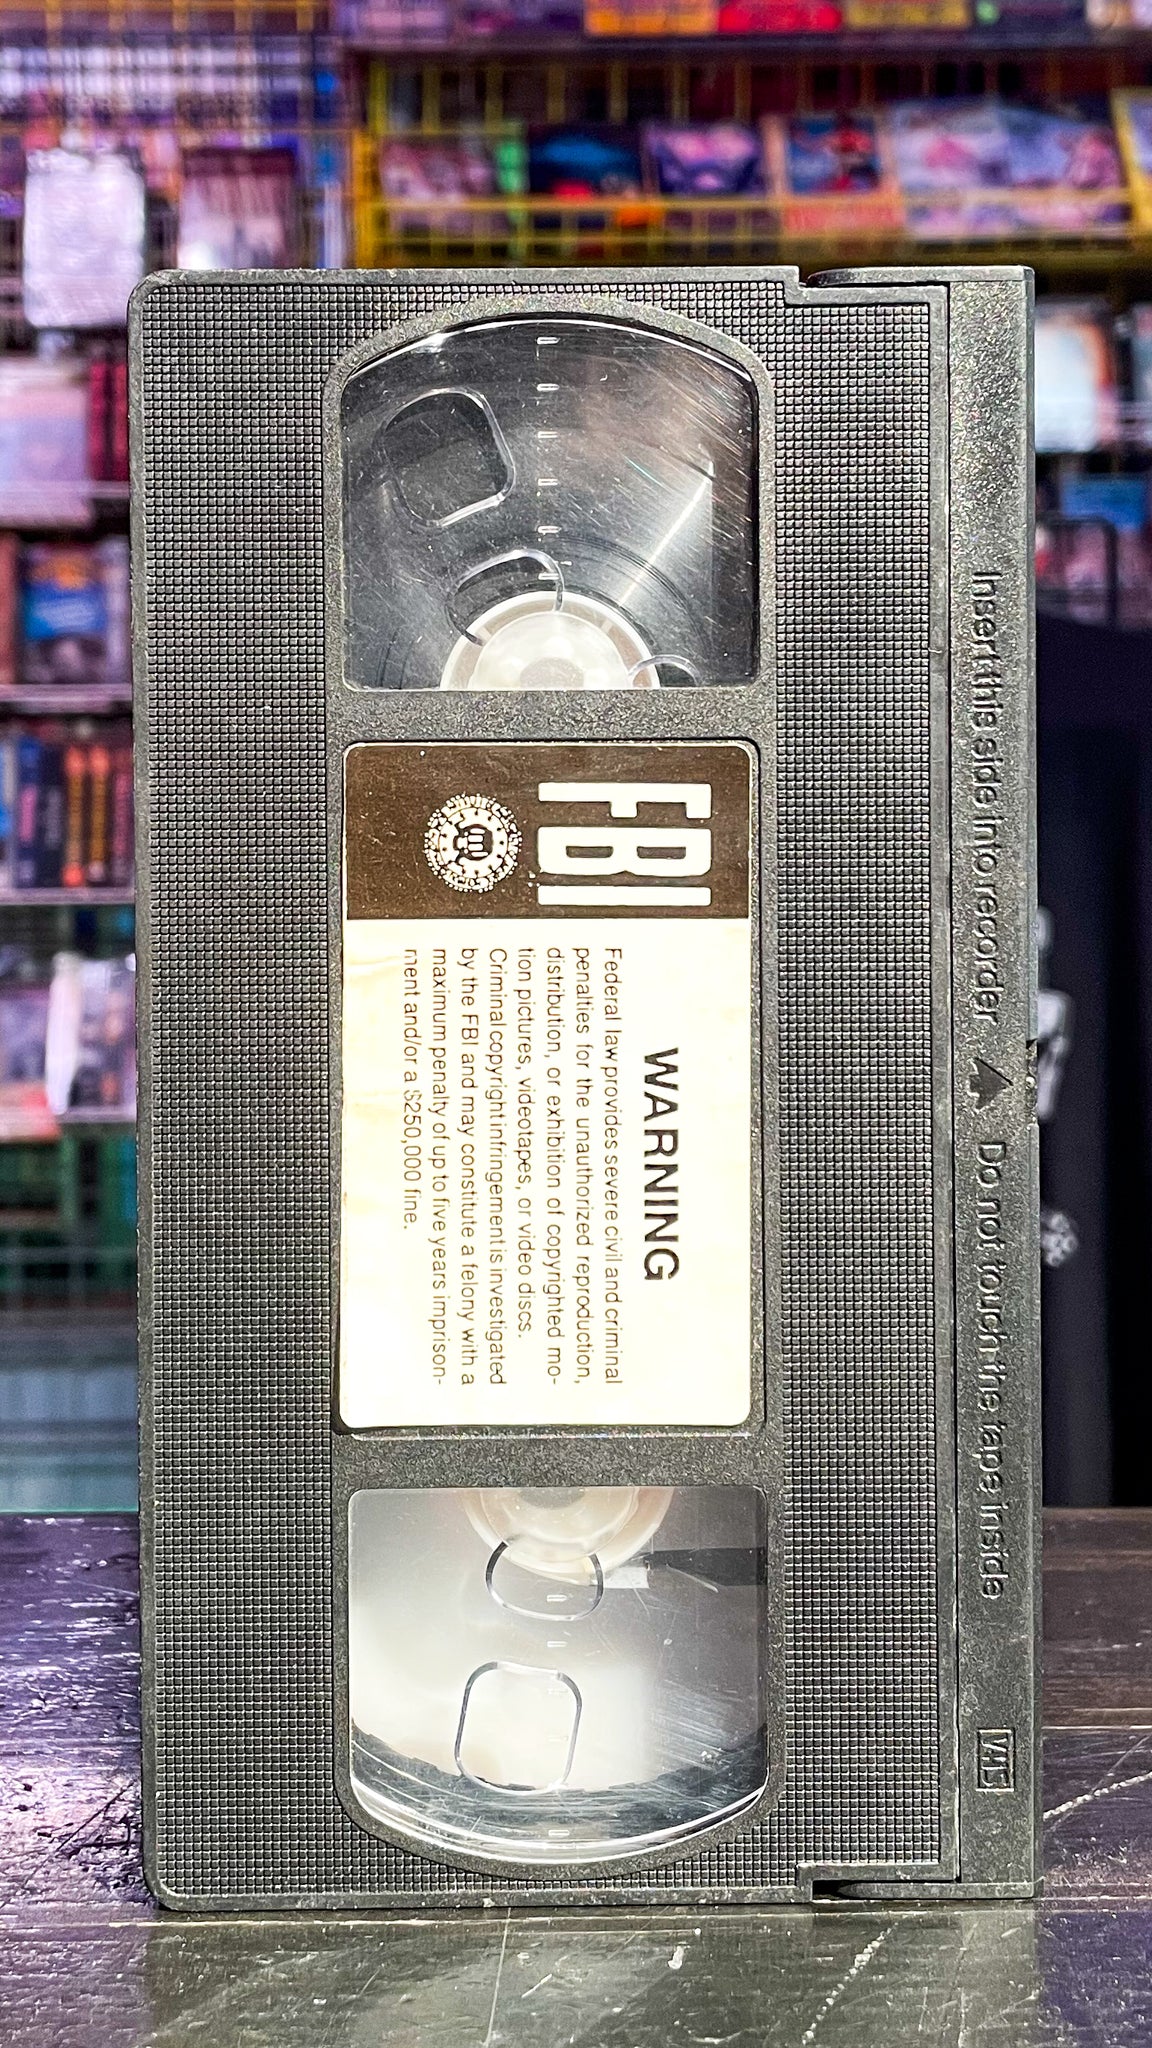 Insert this side into recorder ▲ Do not touch the tape inside
VHS
FBI
WARNING
Federal law provides severe civil and criminal
penalties for the unauthorized reproduction,
distribution, or exhibition of copyrighted mo-
tion pictures, videotapes, or video discs.
Criminal copyright infringement is investigated
by the FBI and may constitute a felony with a
maximum penalty of up to five years imprison-
ment and/or a $250,000 fine.